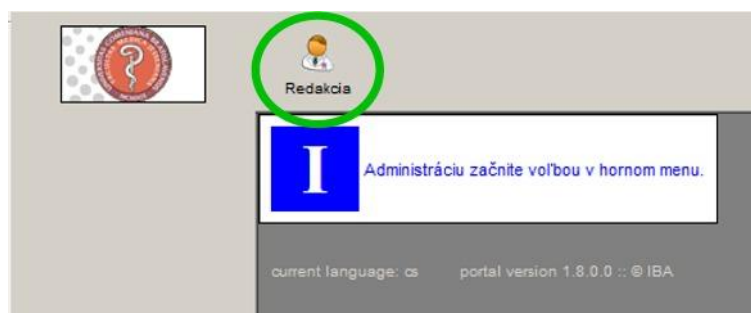 Redakcia
I
Administráciu začnite voľbou v hornom menu.
current language: cs portal version 1.8.0.0 :: © IBA